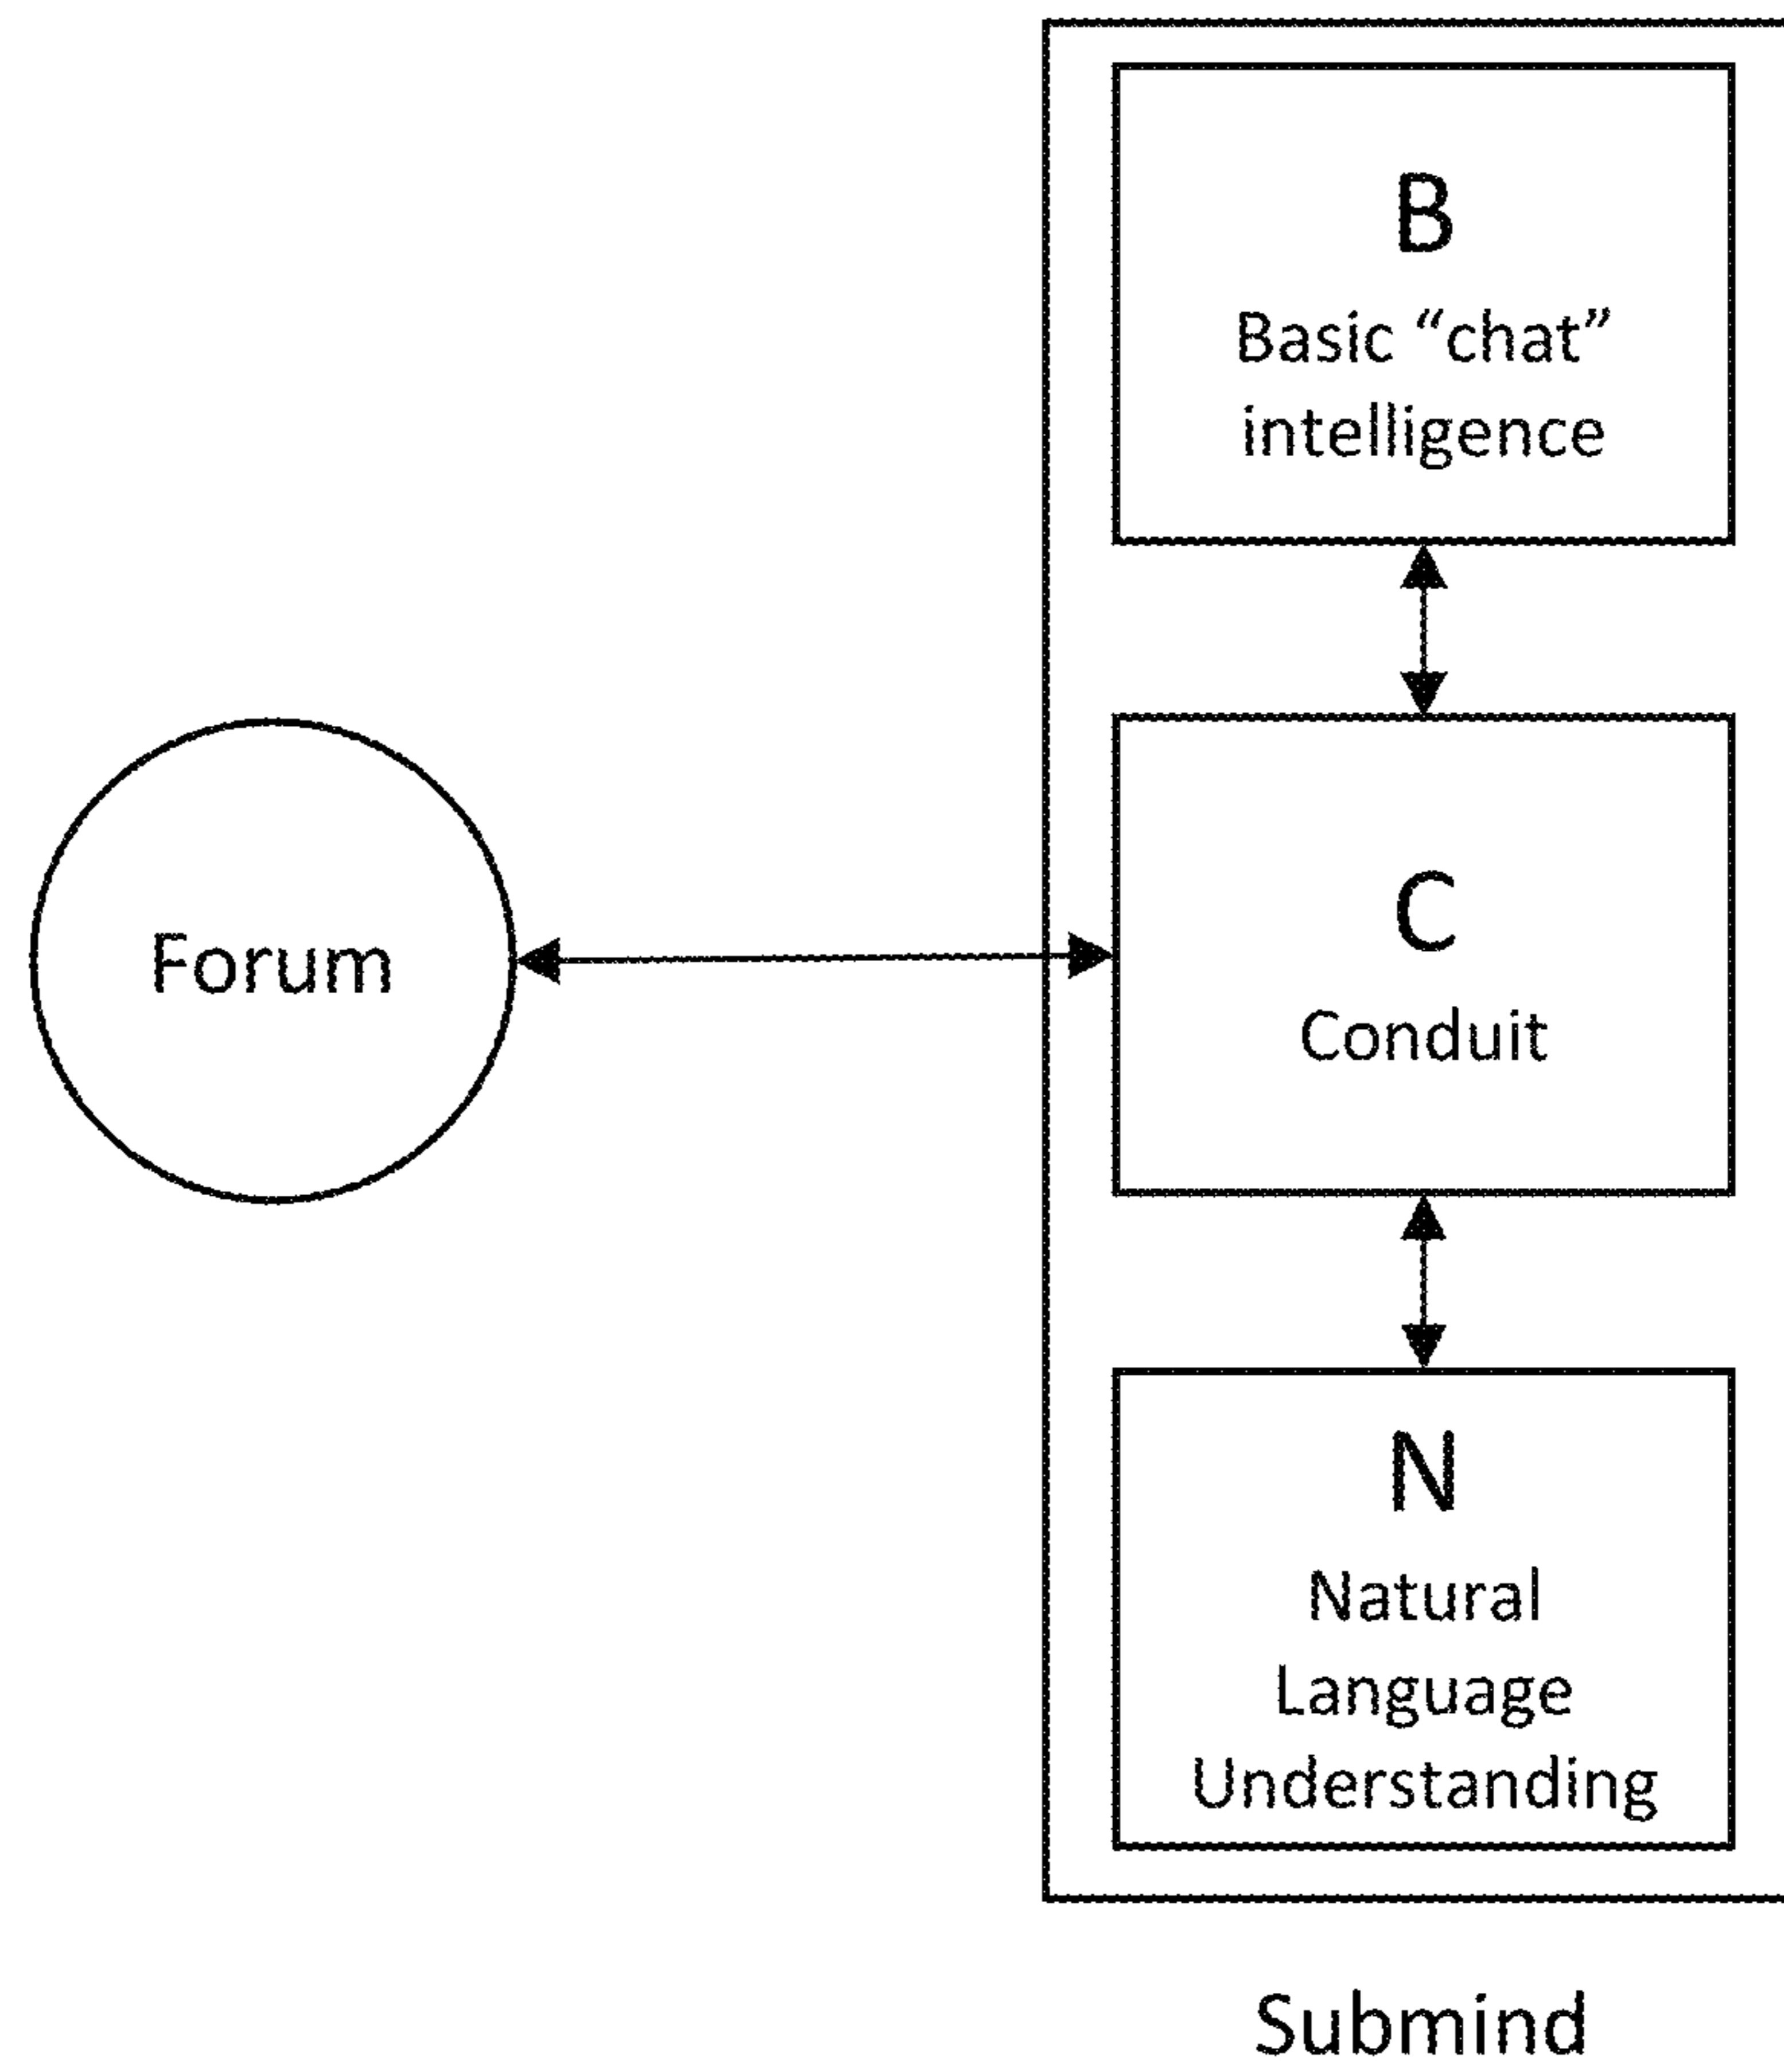 B
Basic “chat”
intelligence
Forum
C
Conduit
N
Natural
Language
Understanding
Submind